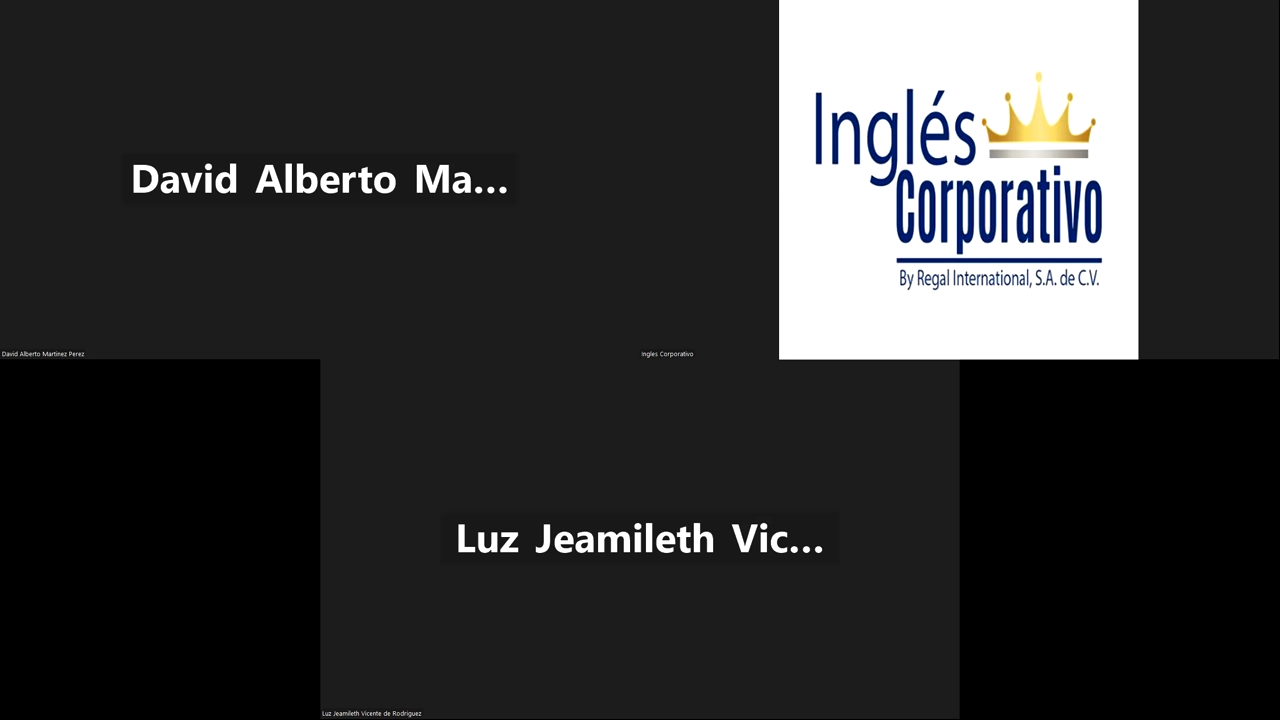 David Alberto Ma...
David Alberto Martinez Perez
Inglés
Corporativo
By Regal International, S.A. de C.V.
Ingles Corporativo
Luz Jeamileth Vic...
Luz Jeamileth Vicente de Rodriguez